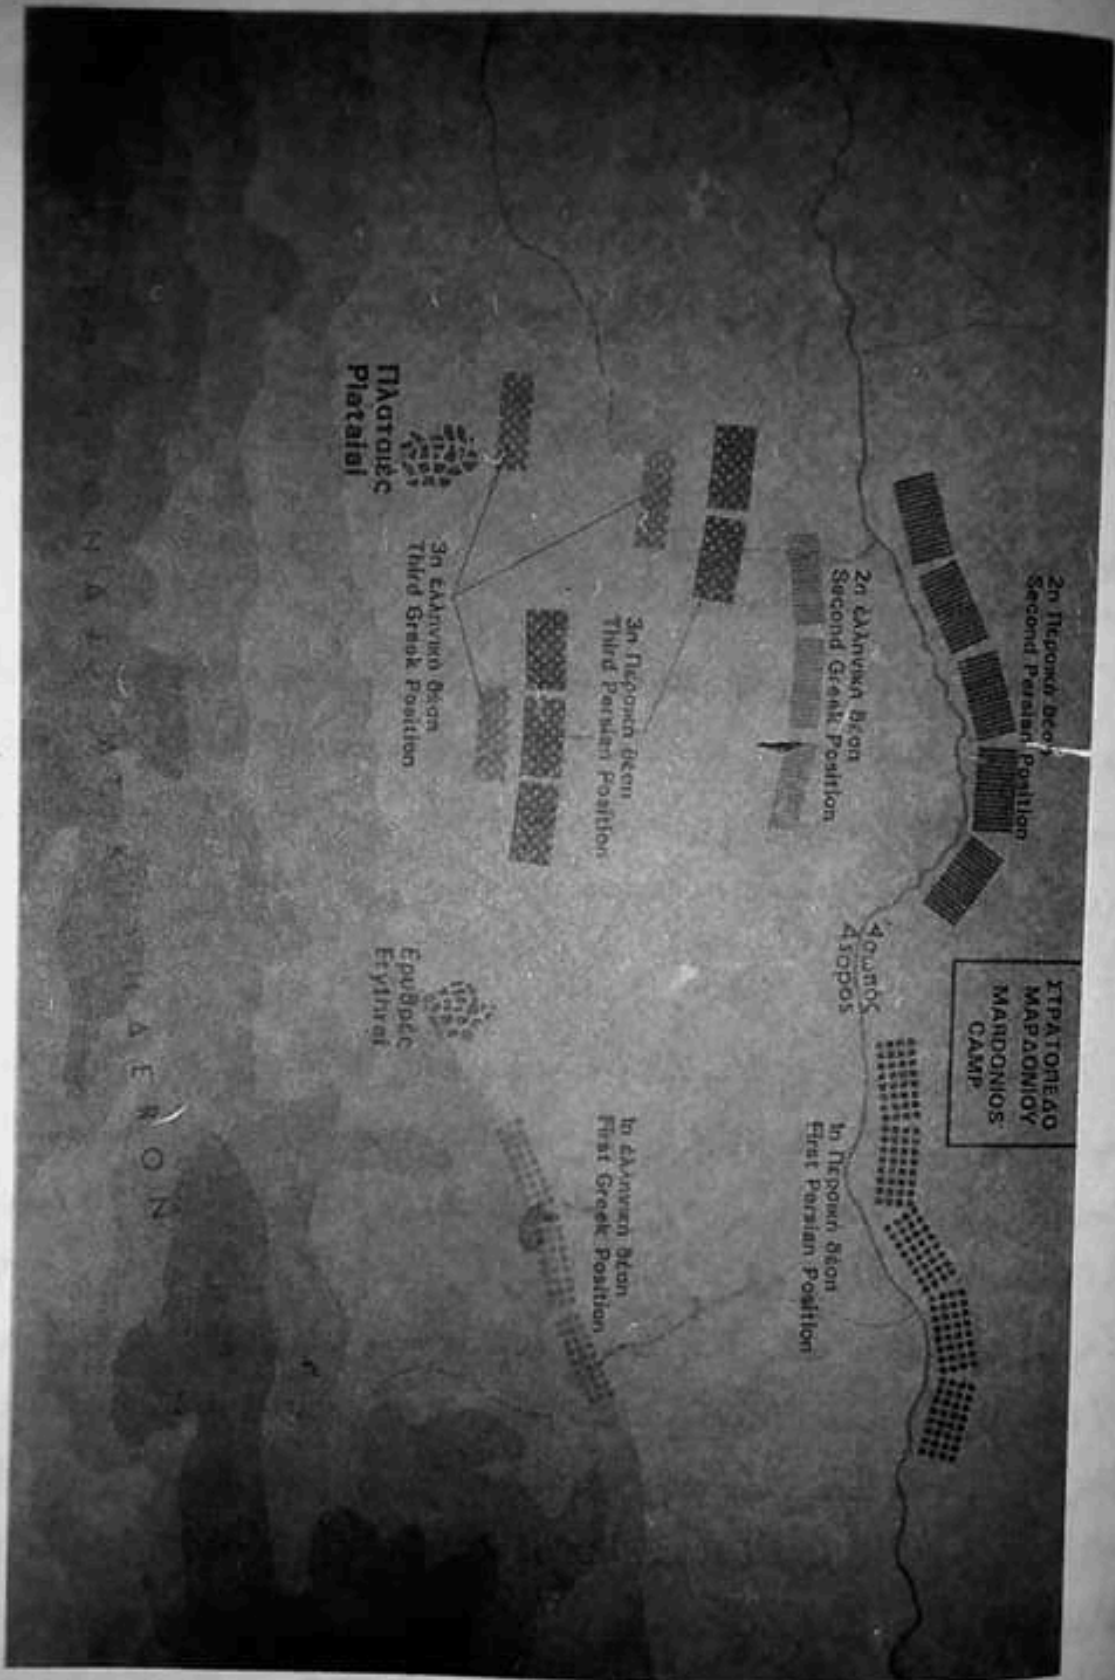 2η Περσική θέση
Second Persian Position
ΣΤΡΑΤΟΠΕΔΟ
ΜΑΡΔΟΝΙΟΥ
MARDONIOS
CAMP
2η ελληνική θέση
Second Greek Position
Ασωπός
Asopos
1η Περσική θέση
First Persian Position
3η Περσική θέση
Third Persian Position
1η ελληνική θέση
First Greek Position
Πλαταιές
Plataiai
3η ελληνική θέση
Third Greek Position
Ερυθρές
Erythrai